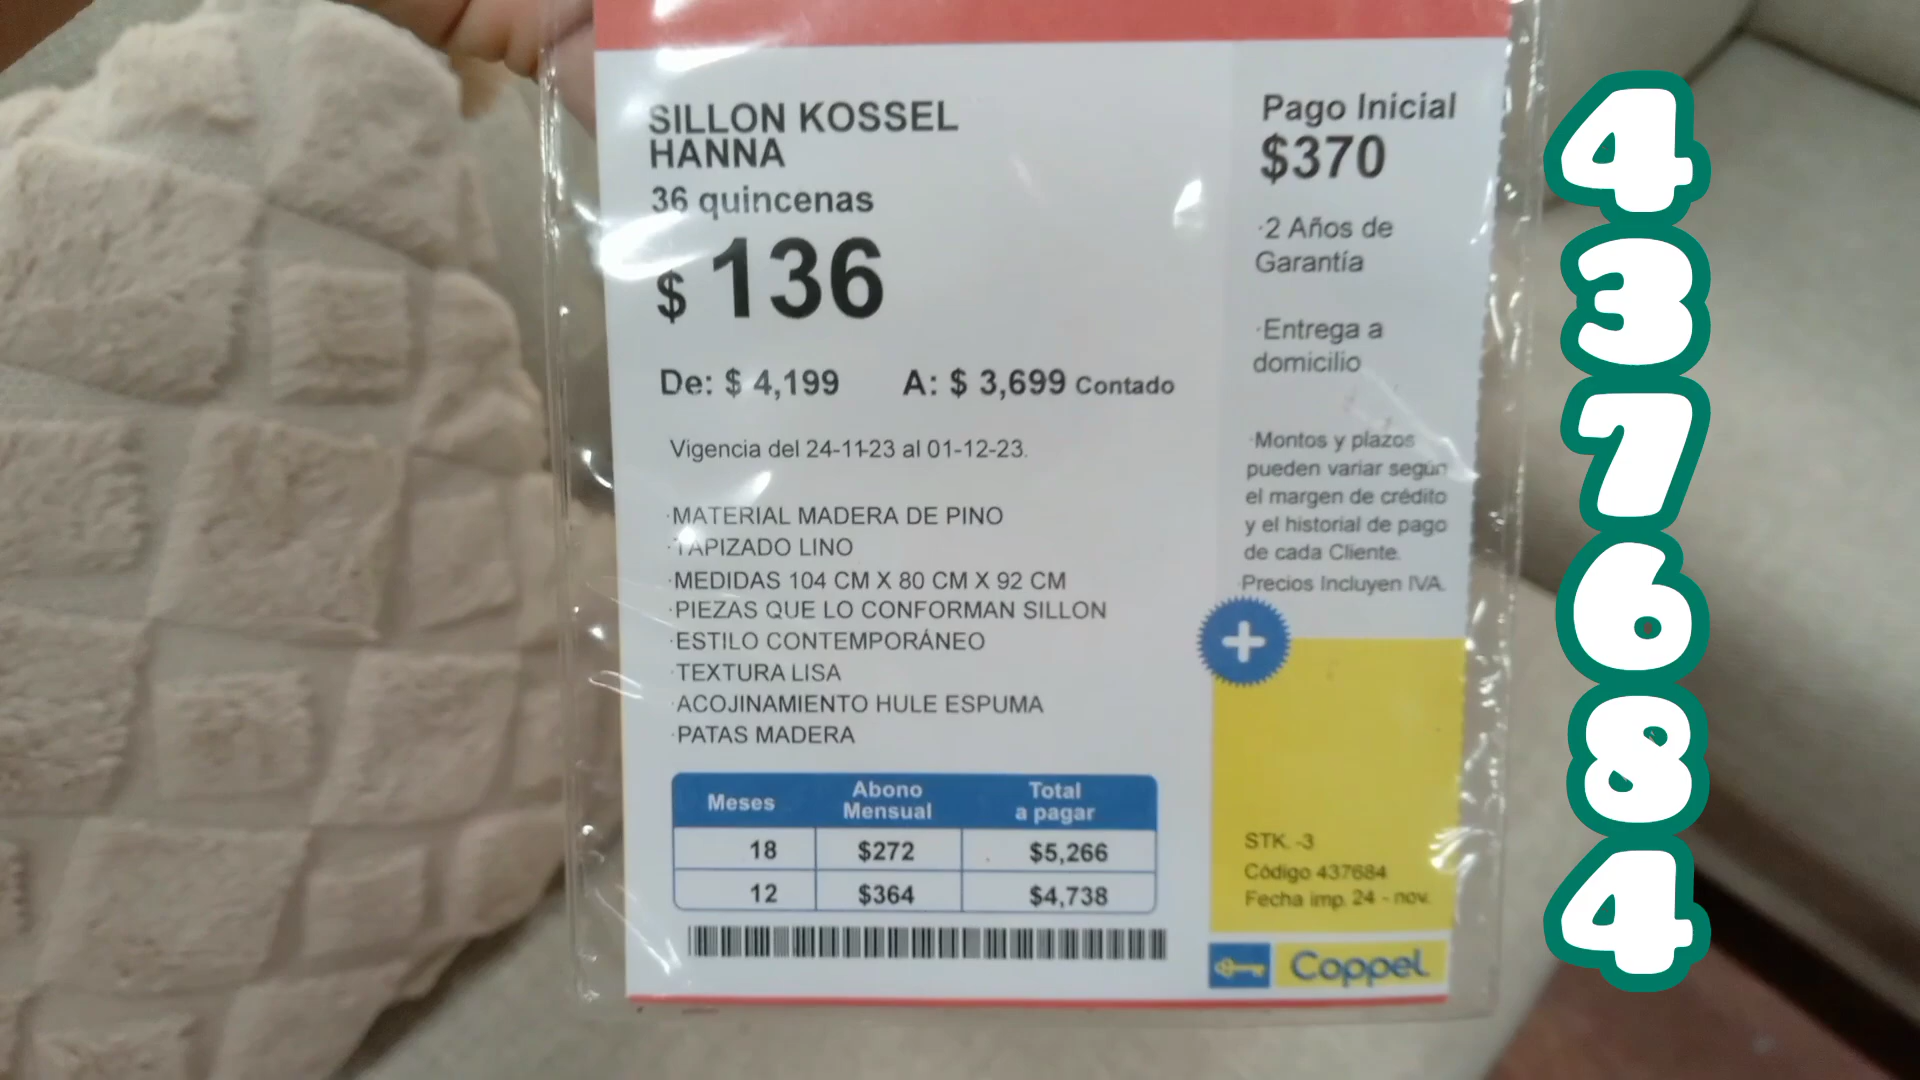 SILLON KOSSEL
HANNA
36 quincenas
$ 136
De: $ 4,199 A: $ 3,699 Contado
Vigencia del 24-11-23 al 01-12-23.
·MATERIAL MADERA DE PINO
·TAPIZADO LINO
·MEDIDAS 104 CM X 80 CM X 92 CM
·PIEZAS QUE LO CONFORMAN SILLON
·ESTILO CONTEMPORÁNEO
·TEXTURA LISA
·ACOJINAMIENTO HULE ESPUMA
·PATAS MADERA
Meses Abono Mensual Total a pagar
18 $272 $5,266
12 $364 $4,738
Pago Inicial
$370
·2 Años de
Garantía
·Entrega a
domicilio
·Montos y plazos
pueden variar según
el margen de crédito
y el historial de pago
de cada Cliente.
·Precios Incluyen IVA.
+
STK. -3
Código 437684
Fecha imp. 24 - nov.
Coppel
4
3
7
6
8
4